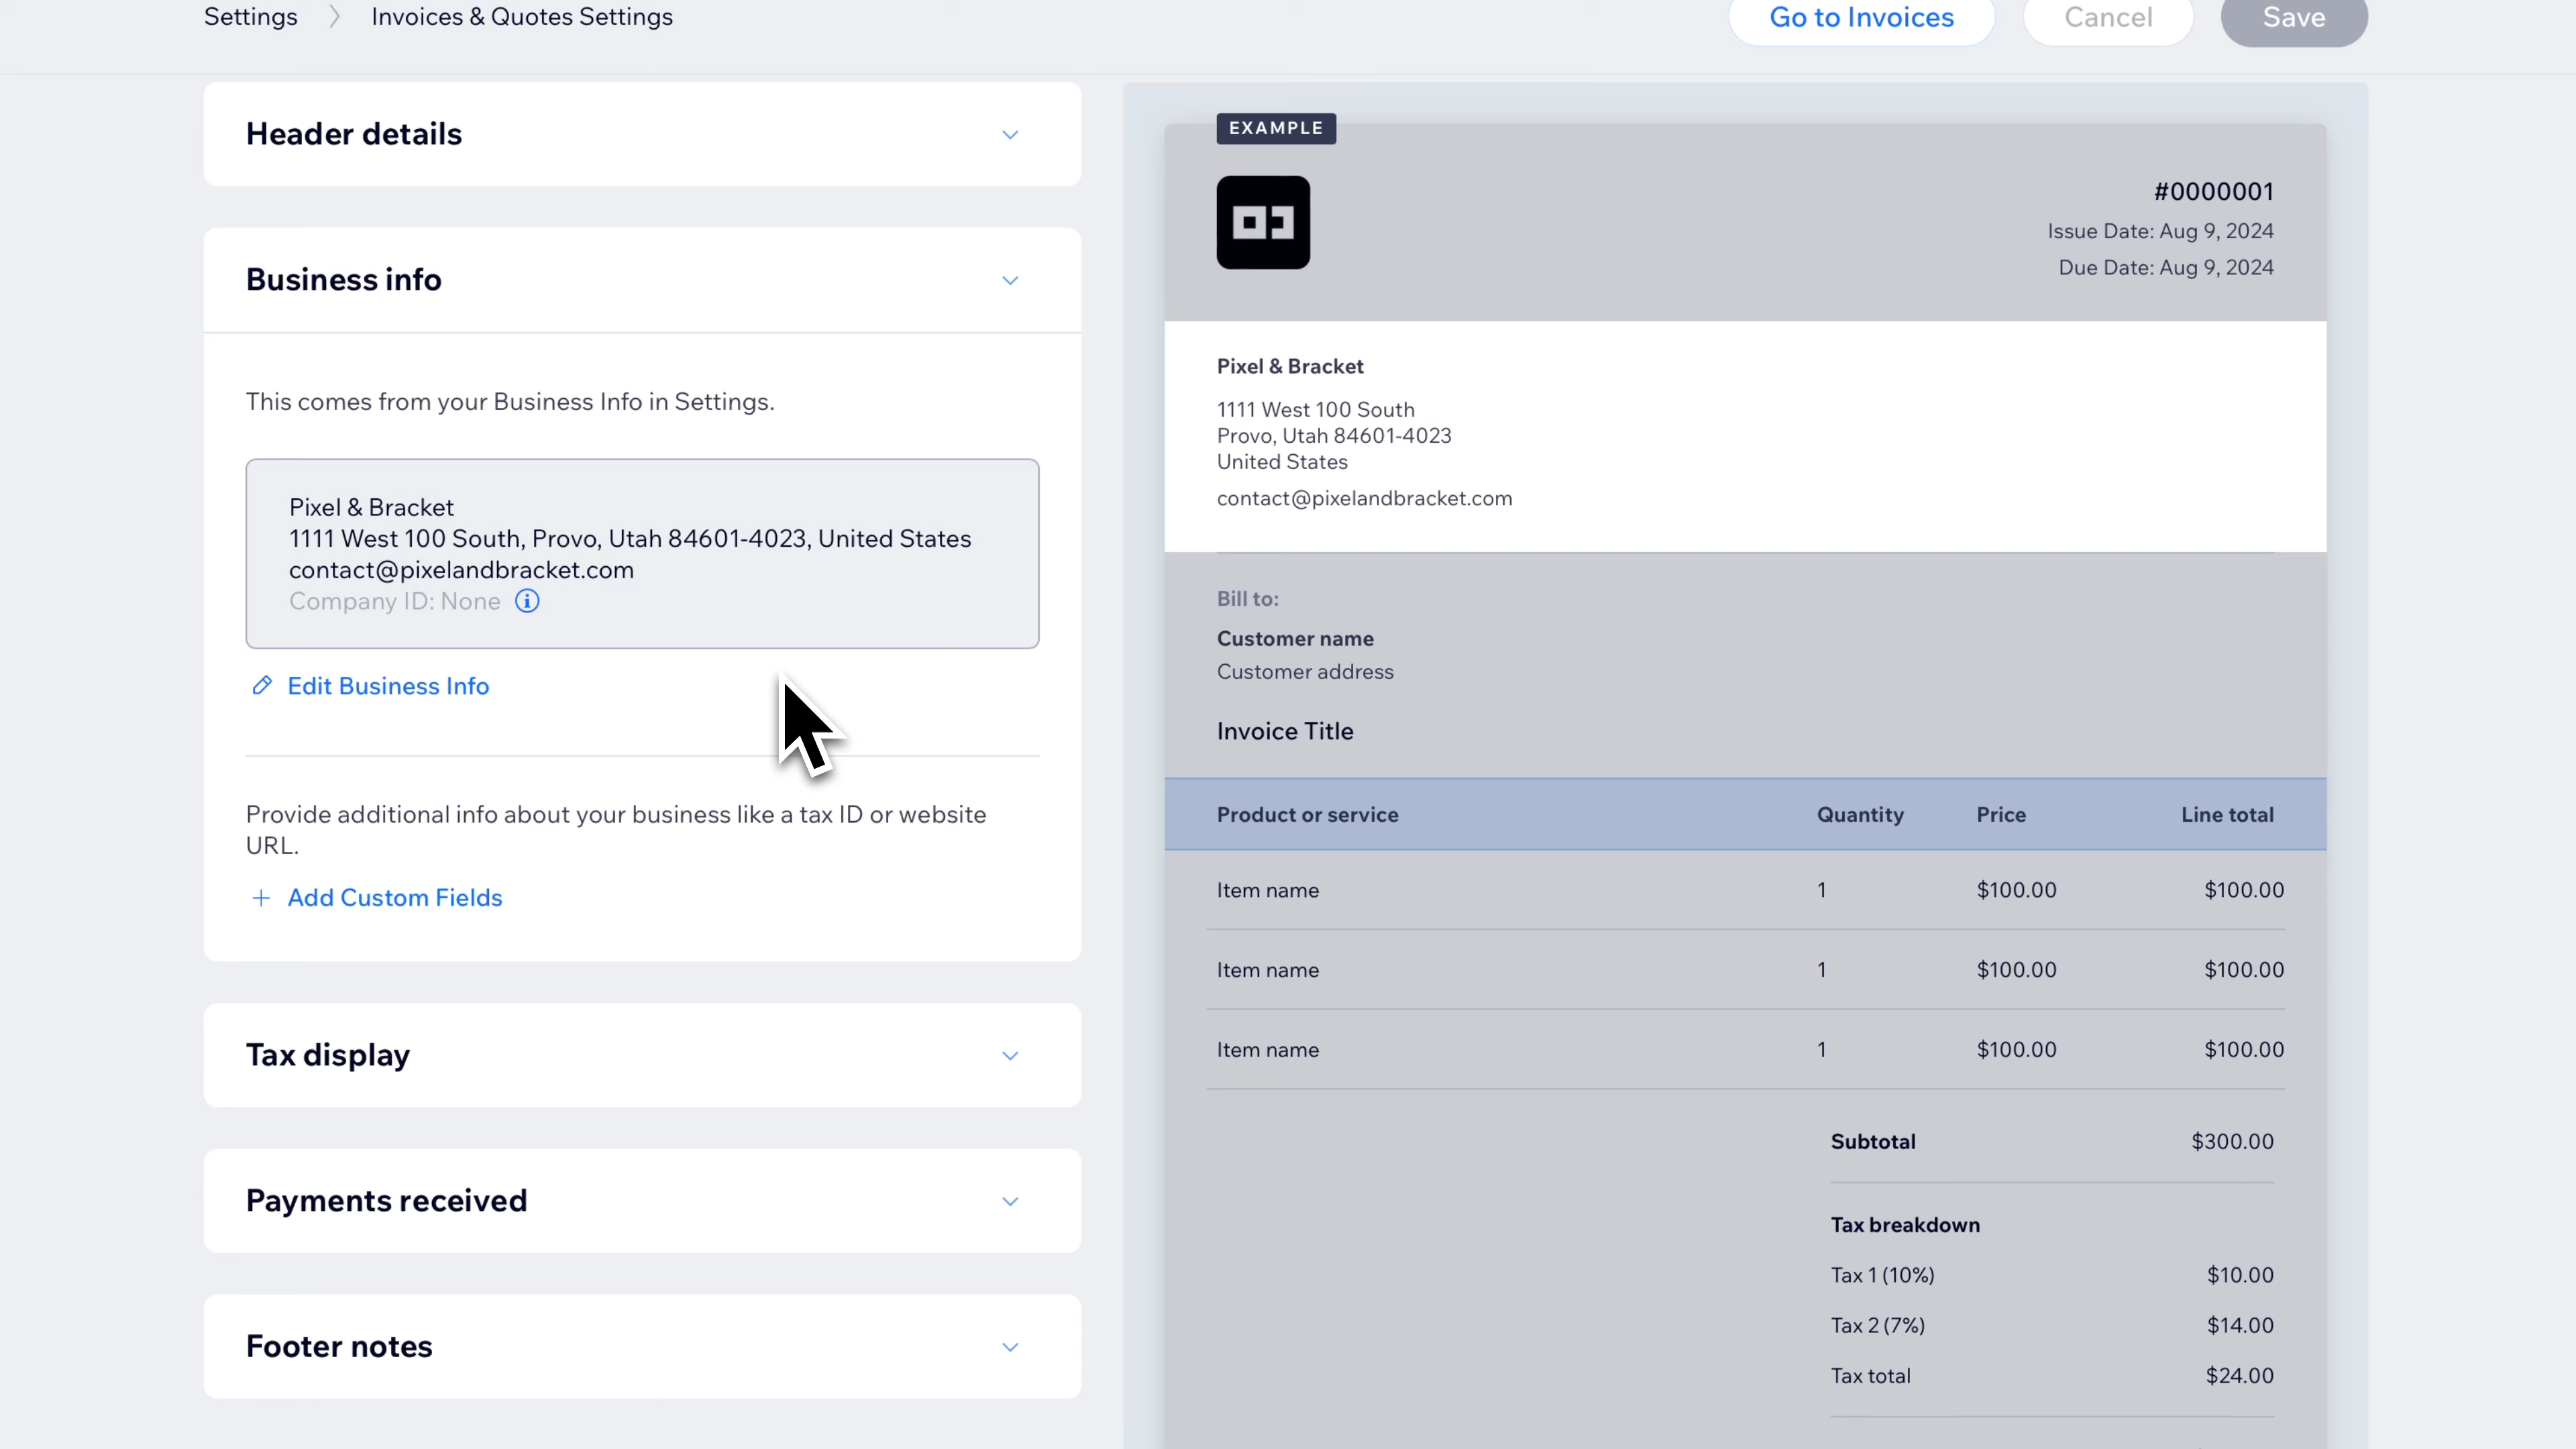 Settings
Invoices & Quotes Settings
Go to Invoices
Cancel
Save
Header details
Business info
This comes from your Business Info in Settings.
Pixel & Bracket
1111 West 100 South, Provo, Utah 84601-4023, United States
contact@pixelandbracket.com
Company ID: None
Edit Business Info
Provide additional info about your business like a tax ID or website
URL.
Add Custom Fields
Tax display
Payments received
Footer notes
EXAMPLE
#0000001
Issue Date: Aug 9, 2024
Due Date: Aug 9, 2024
Pixel & Bracket
1111 West 100 South
Provo, Utah 84601-4023
United States
contact@pixelandbracket.com
Bill to:
Customer name
Customer address
Invoice Title
Product or service Quantity Price Line total
Item name 1 $100.00 $100.00
Item name 1 $100.00 $100.00
Item name 1 $100.00 $100.00
Subtotal $300.00
Tax breakdown
Tax 1 (10%) $10.00
Tax 2 (7%) $14.00
Tax total $24.00